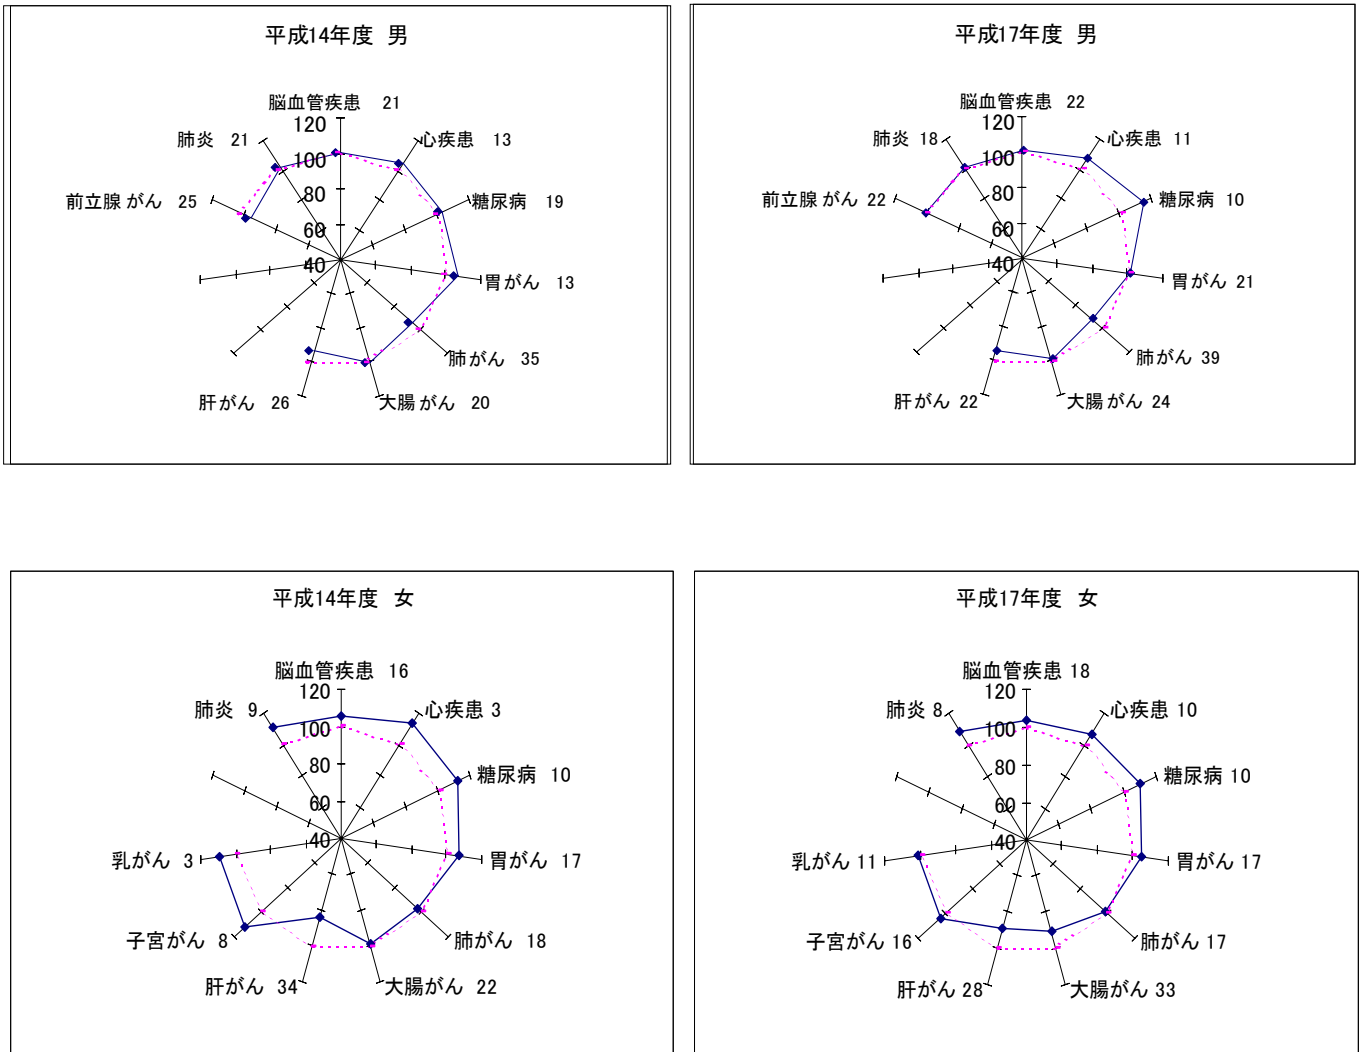 平成14年度 男
脳血管疾患 21
心疾患 13
糖尿病 19
胃がん 13
肺がん 35
大腸がん 20
肝がん 26
前立腺がん 25
肺炎 21
120
100
80
60
40
平成17年度 男
脳血管疾患 22
心疾患 11
糖尿病 10
胃がん 21
肺がん 39
大腸がん 24
肝がん 22
前立腺がん 22
肺炎 18
120
100
80
60
40
平成14年度 女
脳血管疾患 16
心疾患 3
糖尿病 10
胃がん 17
肺がん 18
大腸がん 22
肝がん 34
子宮がん 8
乳がん 3
肺炎 9
120
100
80
60
40
平成17年度 女
脳血管疾患 18
心疾患 10
糖尿病 10
胃がん 17
肺がん 17
大腸がん 33
肝がん 28
子宮がん 16
乳がん 11
肺炎 8
120
100
80
60
40